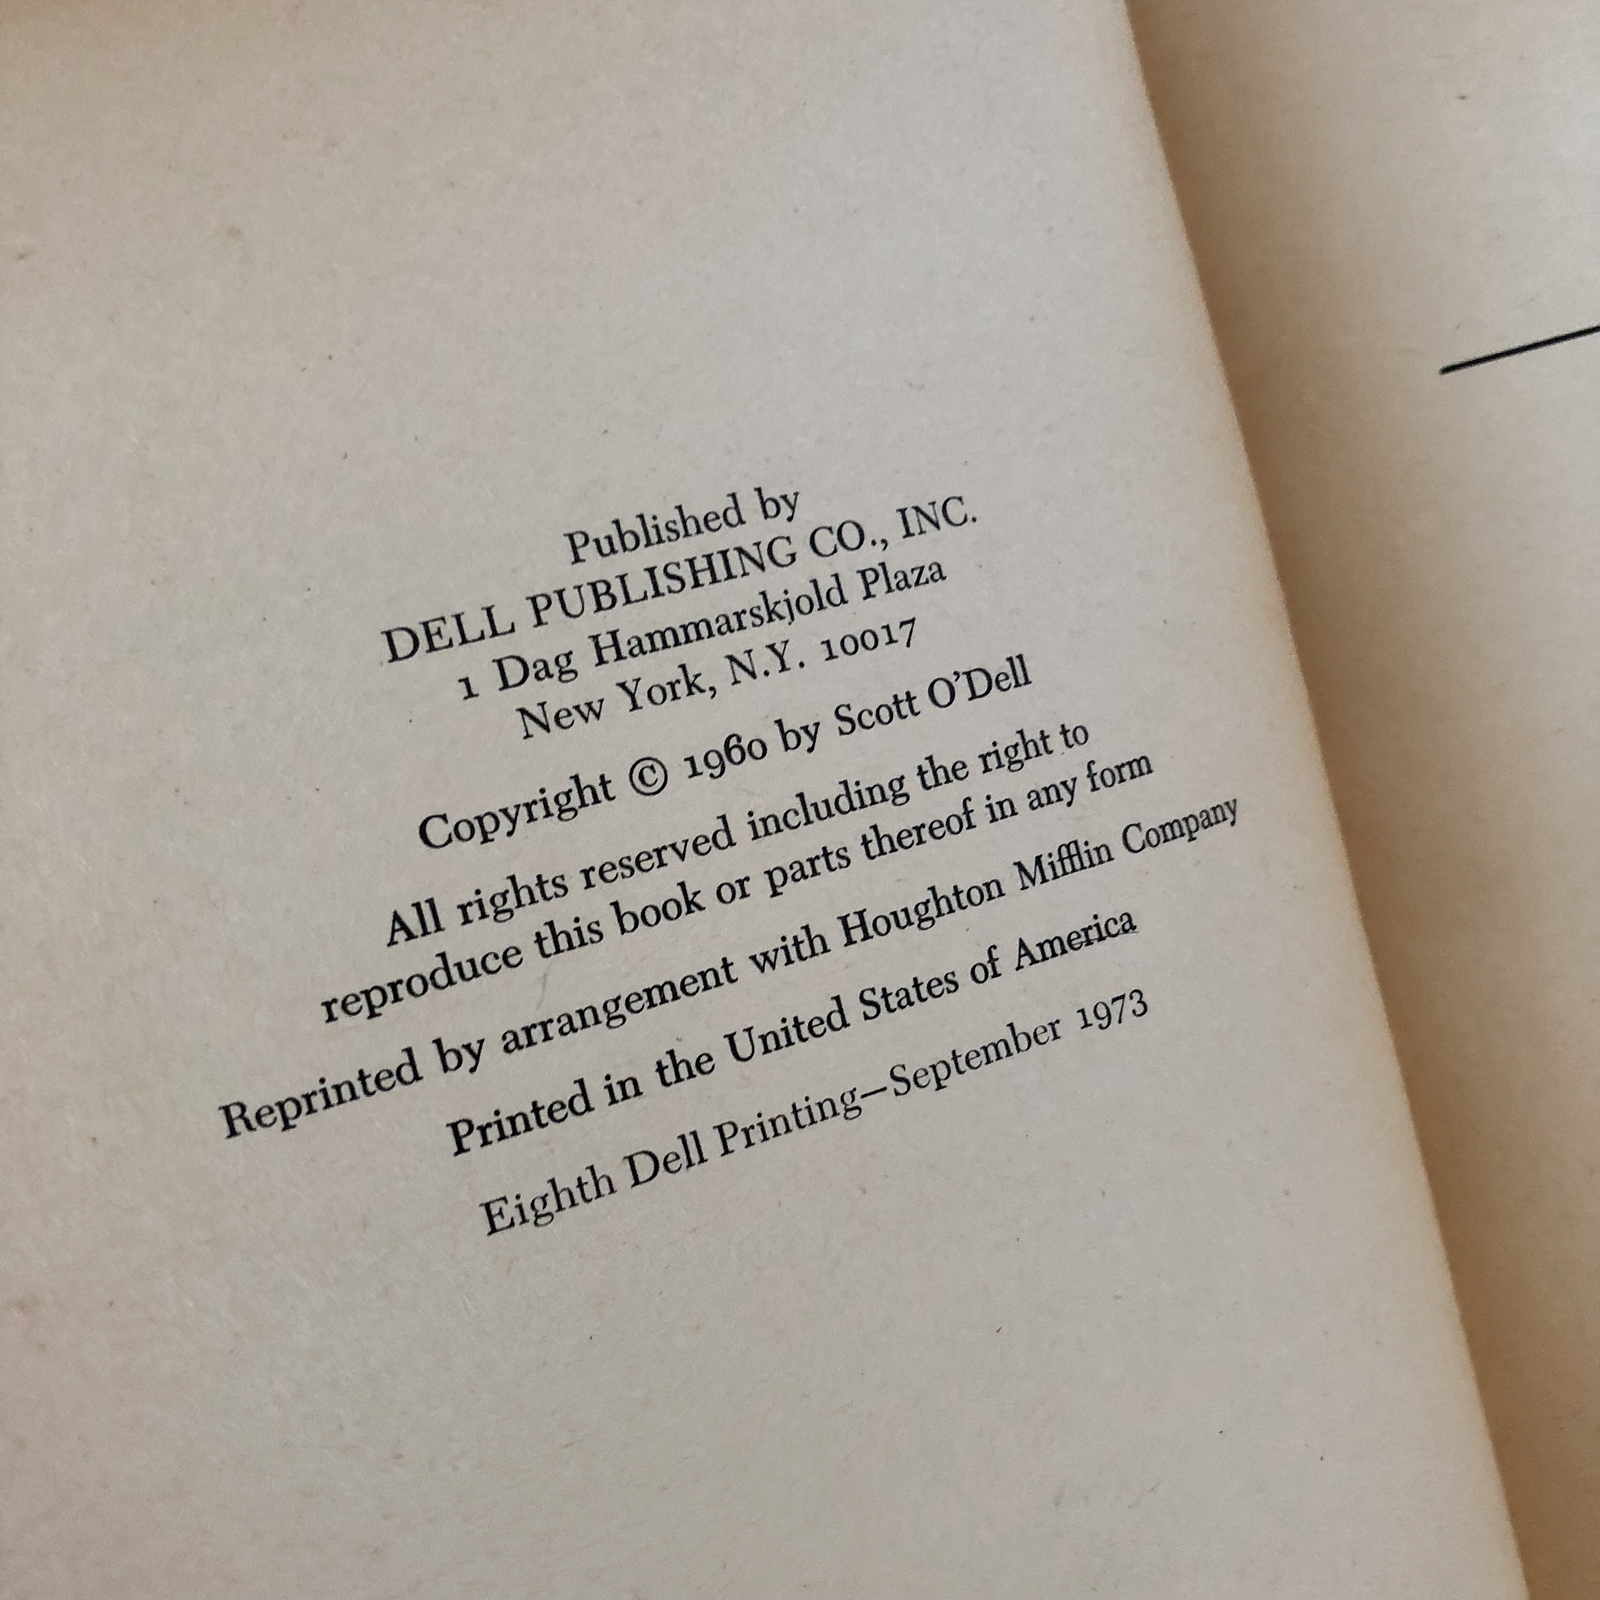 Published by
DELL PUBLISHING CO., INC.
1 Dag Hammarskjold Plaza
New York, N.Y. 10017
Copyright © 1960 by Scott O'Dell
All rights reserved including the right to
reproduce this book or parts thereof in any form
Reprinted by arrangement with Houghton Mifflin Company
Printed in the United States of America
Eighth Dell Printing—September 1973